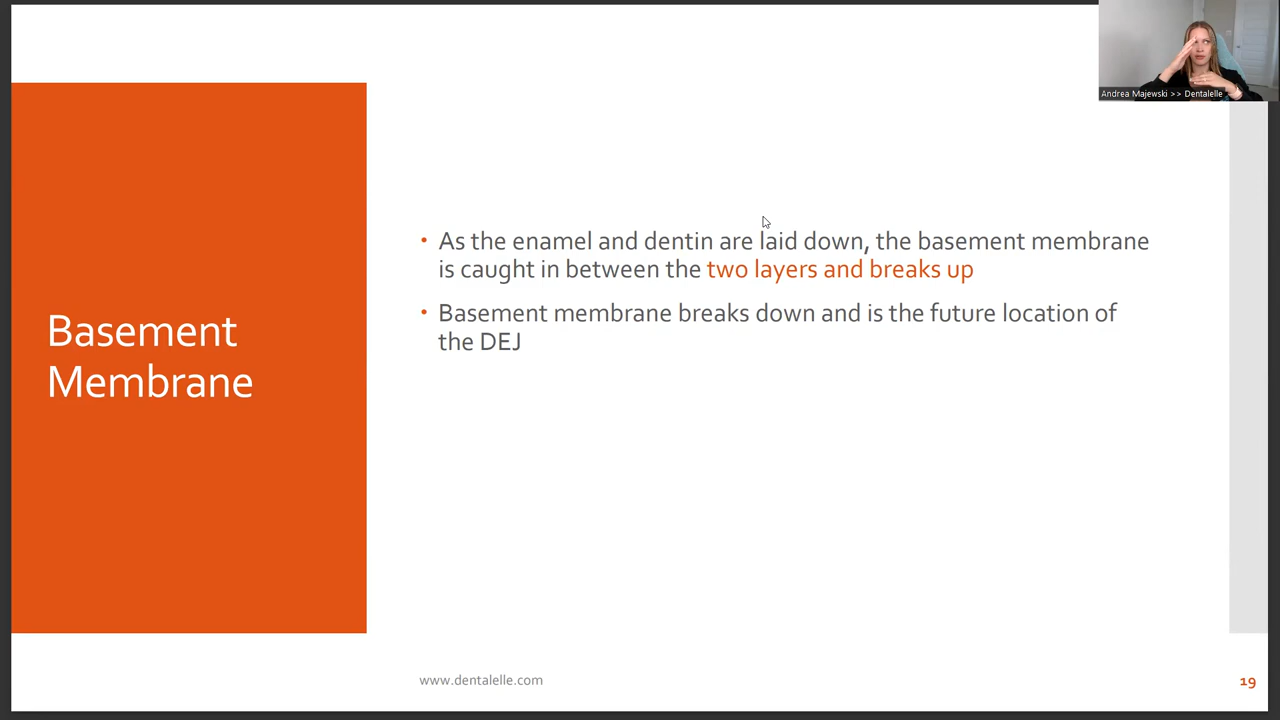 Andrea Majewski >> Dentalelle
Basement
Membrane
• As the enamel and dentin are laid down, the basement membrane
is caught in between the two layers and breaks up
• Basement membrane breaks down and is the future location of
the DEJ
www.dentalelle.com
19